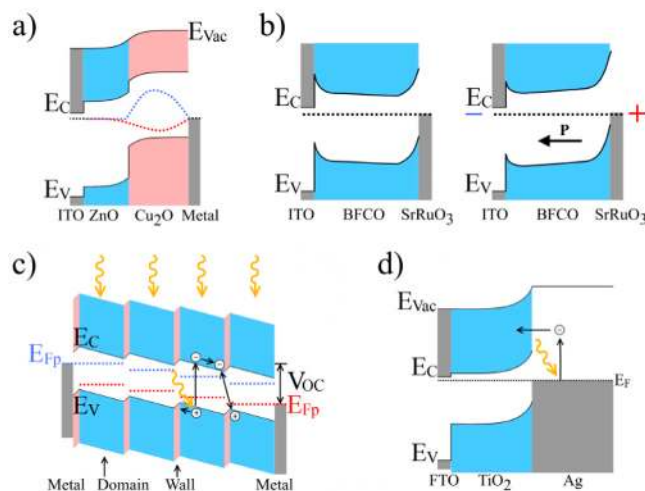 a)
E_Vac
E_C
E_V
ITO ZnO Cu₂O Metal
b)
E_C
E_V
ITO BFCO SrRuO₃
E_C
−
+
P
E_V
ITO BFCO SrRuO₃
c)
E_C
E_Fp
V_OC
E_V
E_Fp
Metal Domain Wall Metal
d)
E_Vac
E_C
E_F
E_V
FTO TiO₂ Ag